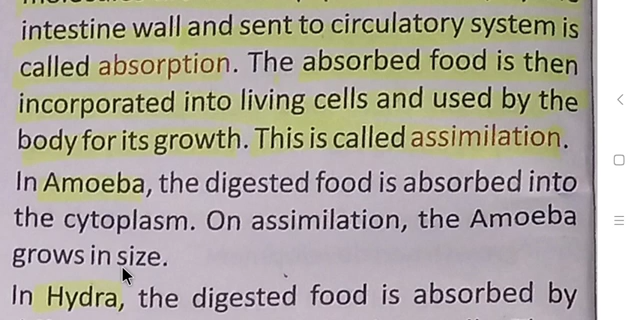 intestine wall and sent to circulatory system is
called absorption. The absorbed food is then
incorporated into living cells and used by the
body for its growth. This is called assimilation.
In Amoeba, the digested food is absorbed into
the cytoplasm. On assimilation, the Amoeba
grows in size.
In Hydra, the digested food is absorbed by